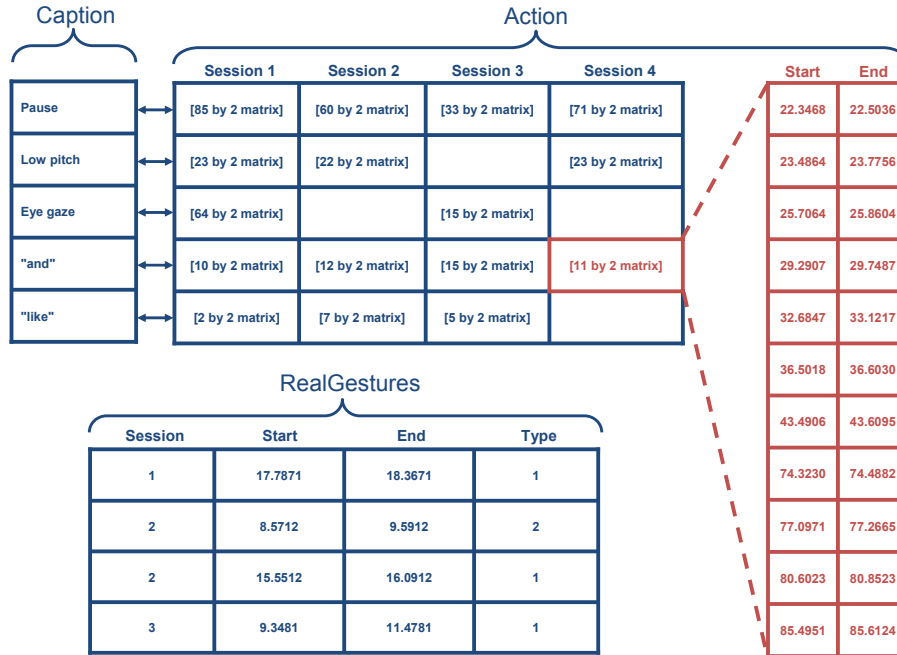 Caption
Action
Session 1 Session 2 Session 3 Session 4
Pause [85 by 2 matrix] [60 by 2 matrix] [33 by 2 matrix] [71 by 2 matrix]
Low pitch [23 by 2 matrix] [22 by 2 matrix] [23 by 2 matrix]
Eye gaze [64 by 2 matrix] [15 by 2 matrix]
"and" [10 by 2 matrix] [12 by 2 matrix] [15 by 2 matrix] [11 by 2 matrix]
"like" [2 by 2 matrix] [7 by 2 matrix] [5 by 2 matrix]
Start End
22.3468 22.5036
23.4864 23.7756
25.7064 25.8604
29.2907 29.7487
32.6847 33.1217
36.5018 36.6030
43.4906 43.6095
74.3230 74.4882
77.0971 77.2665
80.6023 80.8523
85.4951 85.6124
RealGestures
Session Start End Type
1 17.7871 18.3671 1
2 8.5712 9.5912 2
2 15.5512 16.0912 1
3 9.3481 11.4781 1